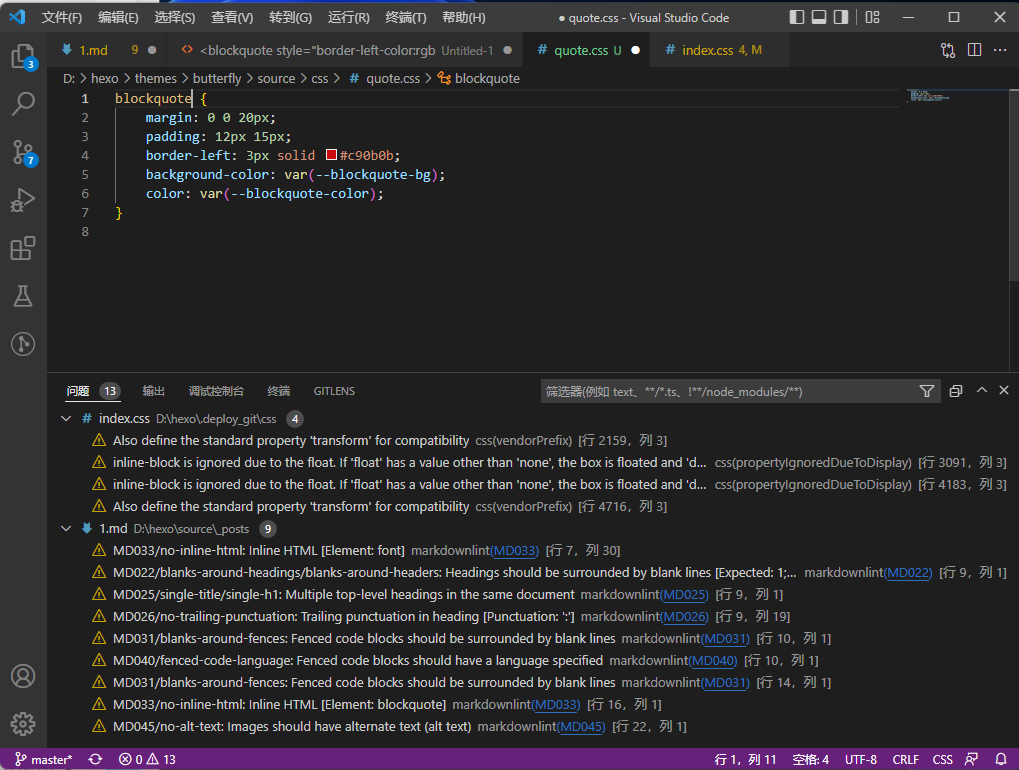 文件(F) 编辑(E) 选择(S) 查看(V) 转到(G) 运行(R) 终端(T) 帮助(H) ● quote.css - Visual Studio Code
1.md 9 ● <blockquote style="border-left-color:rgb Untitled-1 ● # quote.css U ● # index.css 4, M
D: > hexo > themes > butterfly > source > css > # quote.css > blockquote
1 blockquote {
2 margin: 0 0 20px;
3 padding: 12px 15px;
4 border-left: 3px solid #c90b0b;
5 background-color: var(--blockquote-bg);
6 color: var(--blockquote-color);
7 }
8
3
7
问题 13 输出 调试控制台 终端 GITLENS 筛选器(例如 text、**/*.ts、!**/node_modules/**)
# index.css D:\hexo\.deploy_git\css 4
Also define the standard property 'transform' for compatibility css(vendorPrefix) [行 2159，列 3]
inline-block is ignored due to the float. If 'float' has a value other than 'none', the box is floated and 'd... css(propertyIgnoredDueToDisplay) [行 3091，列 3]
inline-block is ignored due to the float. If 'float' has a value other than 'none', the box is floated and 'd... css(propertyIgnoredDueToDisplay) [行 4183，列 3]
Also define the standard property 'transform' for compatibility css(vendorPrefix) [行 4716，列 3]
1.md D:\hexo\source\_posts 9
MD033/no-inline-html: Inline HTML [Element: font] markdownlint(MD033) [行 7，列 30]
MD022/blanks-around-headings/blanks-around-headers: Headings should be surrounded by blank lines [Expected: 1;... markdownlint(MD022) [行 9，列 1]
MD025/single-title/single-h1: Multiple top-level headings in the same document markdownlint(MD025) [行 9，列 1]
MD026/no-trailing-punctuation: Trailing punctuation in heading [Punctuation: ':'] markdownlint(MD026) [行 9，列 19]
MD031/blanks-around-fences: Fenced code blocks should be surrounded by blank lines markdownlint(MD031) [行 10，列 1]
MD040/fenced-code-language: Fenced code blocks should have a language specified markdownlint(MD040) [行 10，列 1]
MD031/blanks-around-fences: Fenced code blocks should be surrounded by blank lines markdownlint(MD031) [行 14，列 1]
MD033/no-inline-html: Inline HTML [Element: blockquote] markdownlint(MD033) [行 16，列 1]
MD045/no-alt-text: Images should have alternate text (alt text) markdownlint(MD045) [行 22，列 1]
master* 0 13 行 1，列 11 空格: 4 UTF-8 CRLF CSS